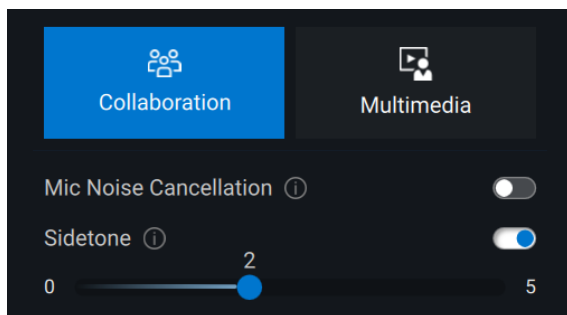 Collaboration
Multimedia
Mic Noise Cancellation
Sidetone
2
0
5